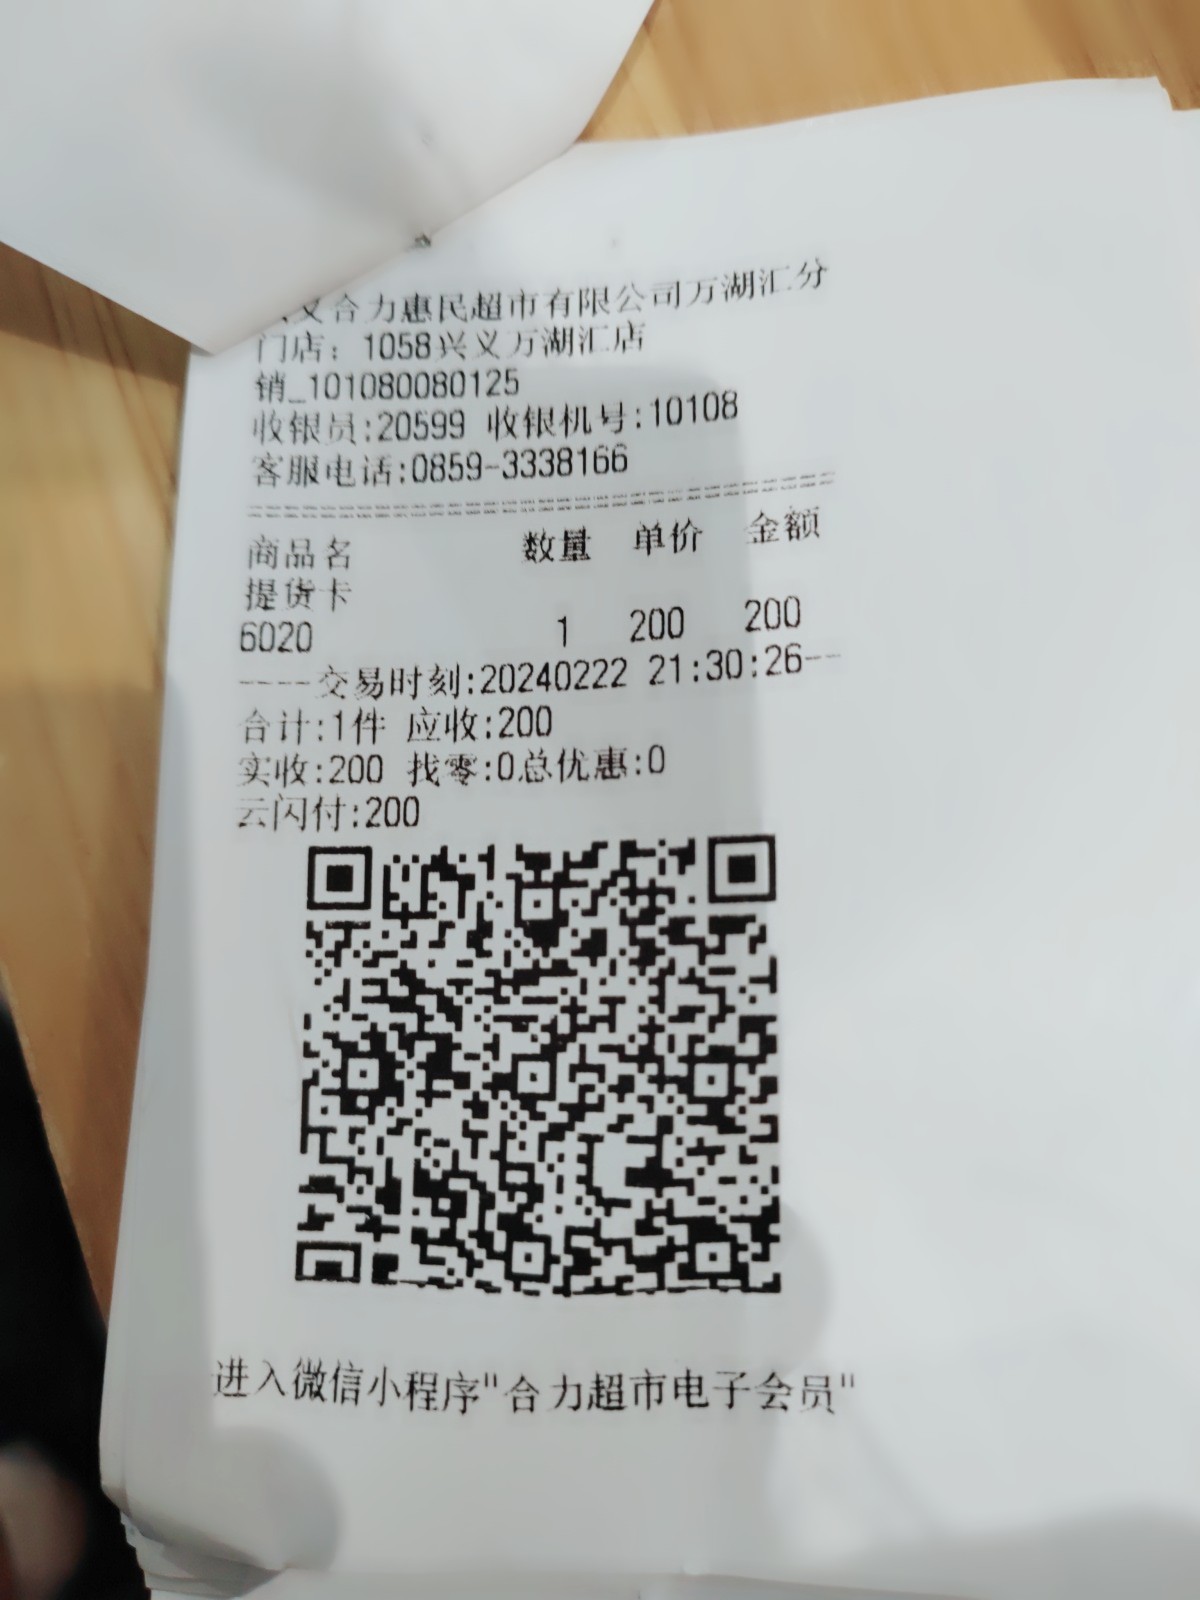 义合力惠民超市有限公司万湖汇分
门店：1058兴义万湖汇店
销_101080080125
收银员:20599 收银机号:10108
客服电话:0859-3338166
商品名 数量 单价 金额
提货卡
6020 1 200 200
----交易时刻:20240222 21:30:26--
合计:1件 应收:200
实收:200 找零:0总优惠:0
云闪付:200
进入微信小程序"合力超市电子会员"